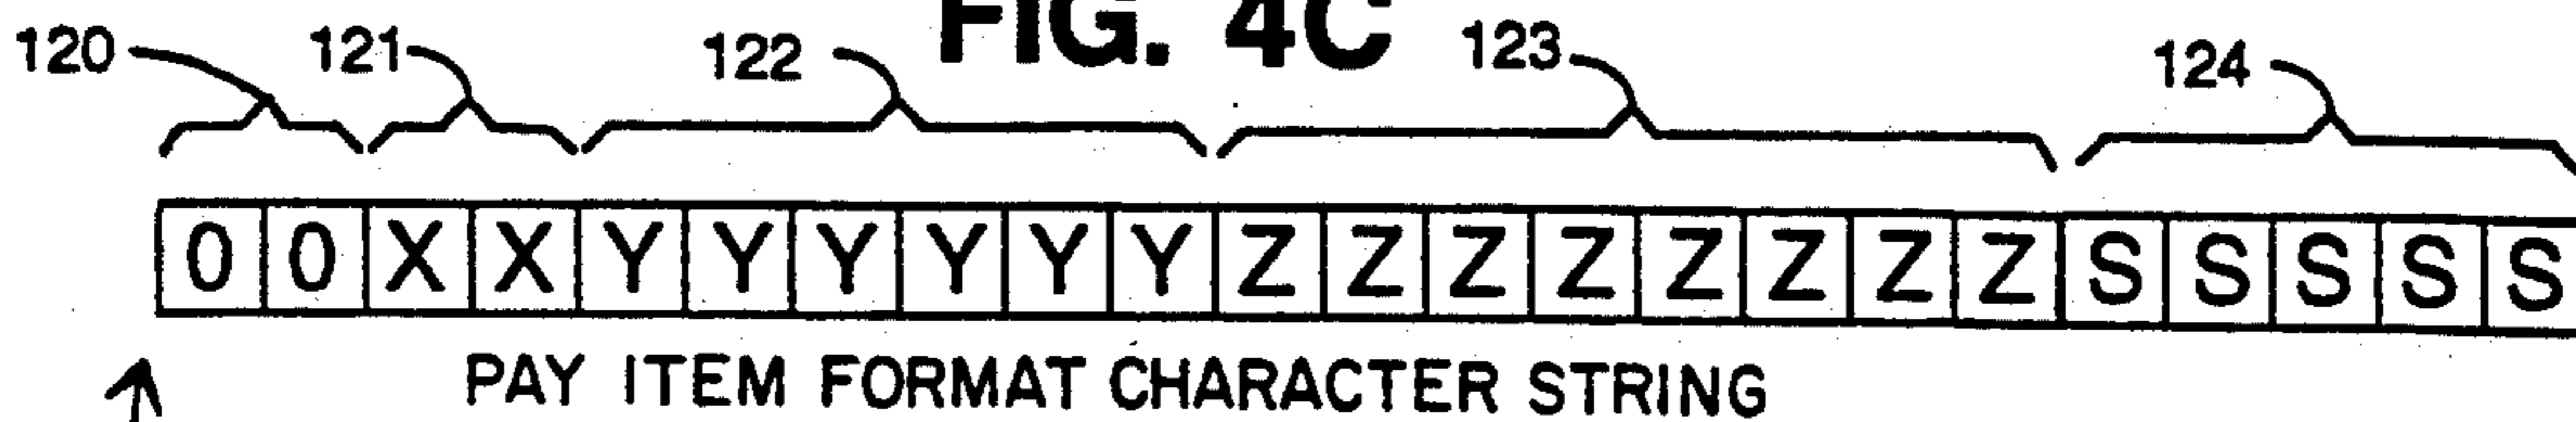 FIG. 4C
120 121 122 123 124
0 0 X X Y Y Y Y Y Y Z Z Z Z Z Z Z Z S S S S S
PAY ITEM FORMAT CHARACTER STRING